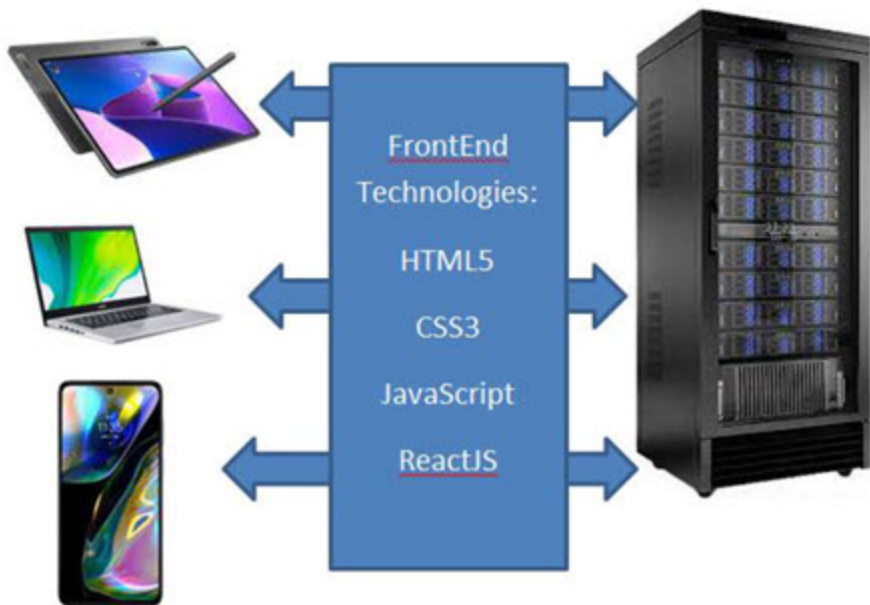 FrontEnd
Technologies:
HTML5
CSS3
JavaScript
ReactJS